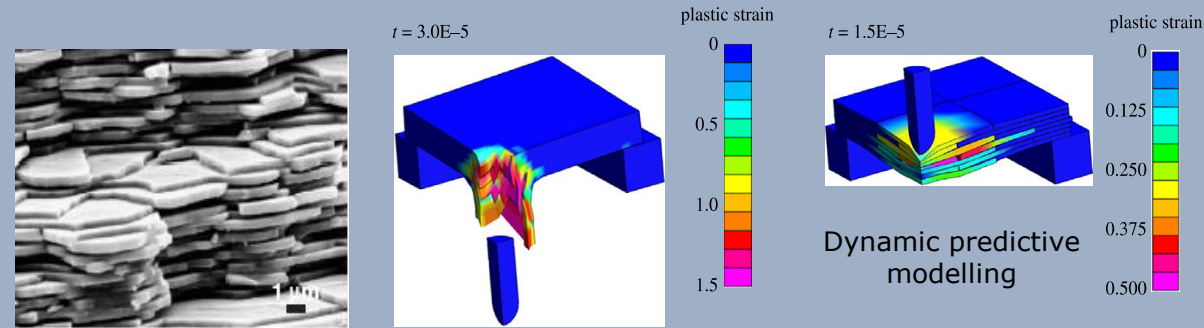 1 μm
t = 3.0E–5
plastic strain
0
0.5
1.0
1.5
t = 1.5E–5
plastic strain
0
0.125
0.250
0.375
0.500
Dynamic predictive
modelling